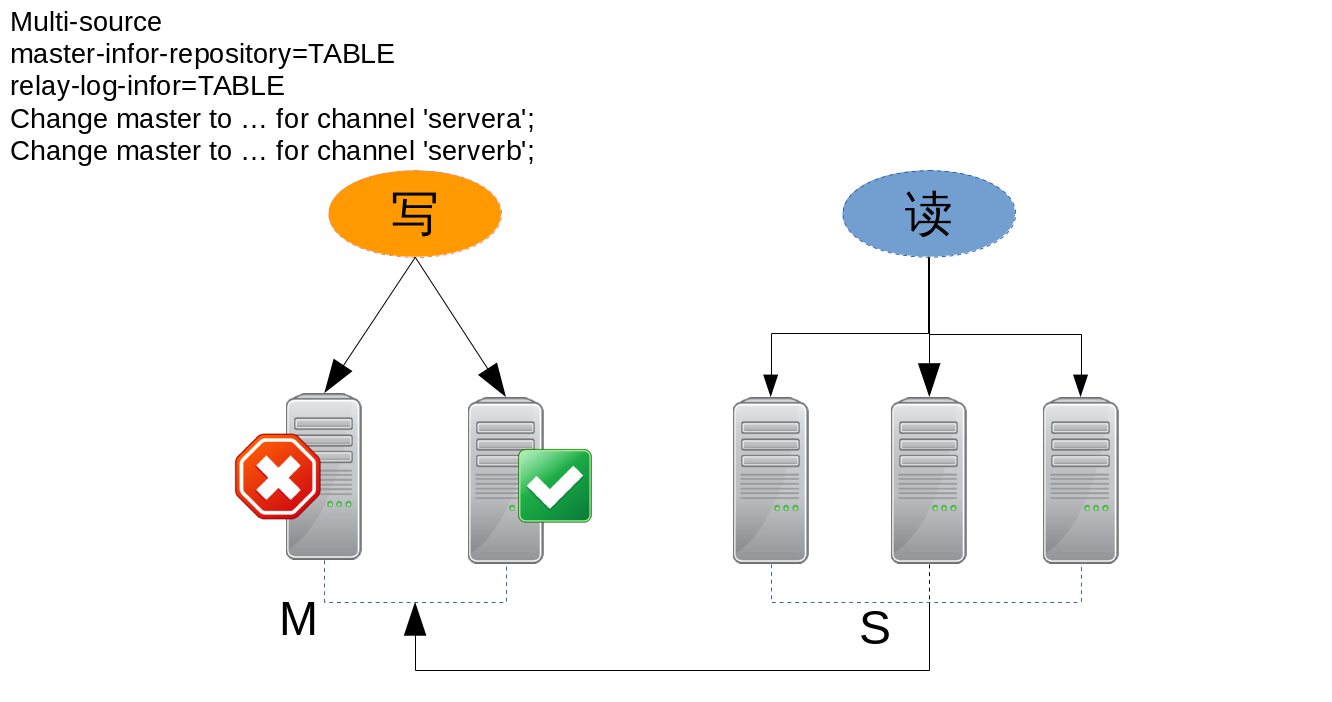 Multi-source
master-infor-repository=TABLE
relay-log-infor=TABLE
Change master to … for channel 'servera';
Change master to … for channel 'serverb';
写
读
M
S